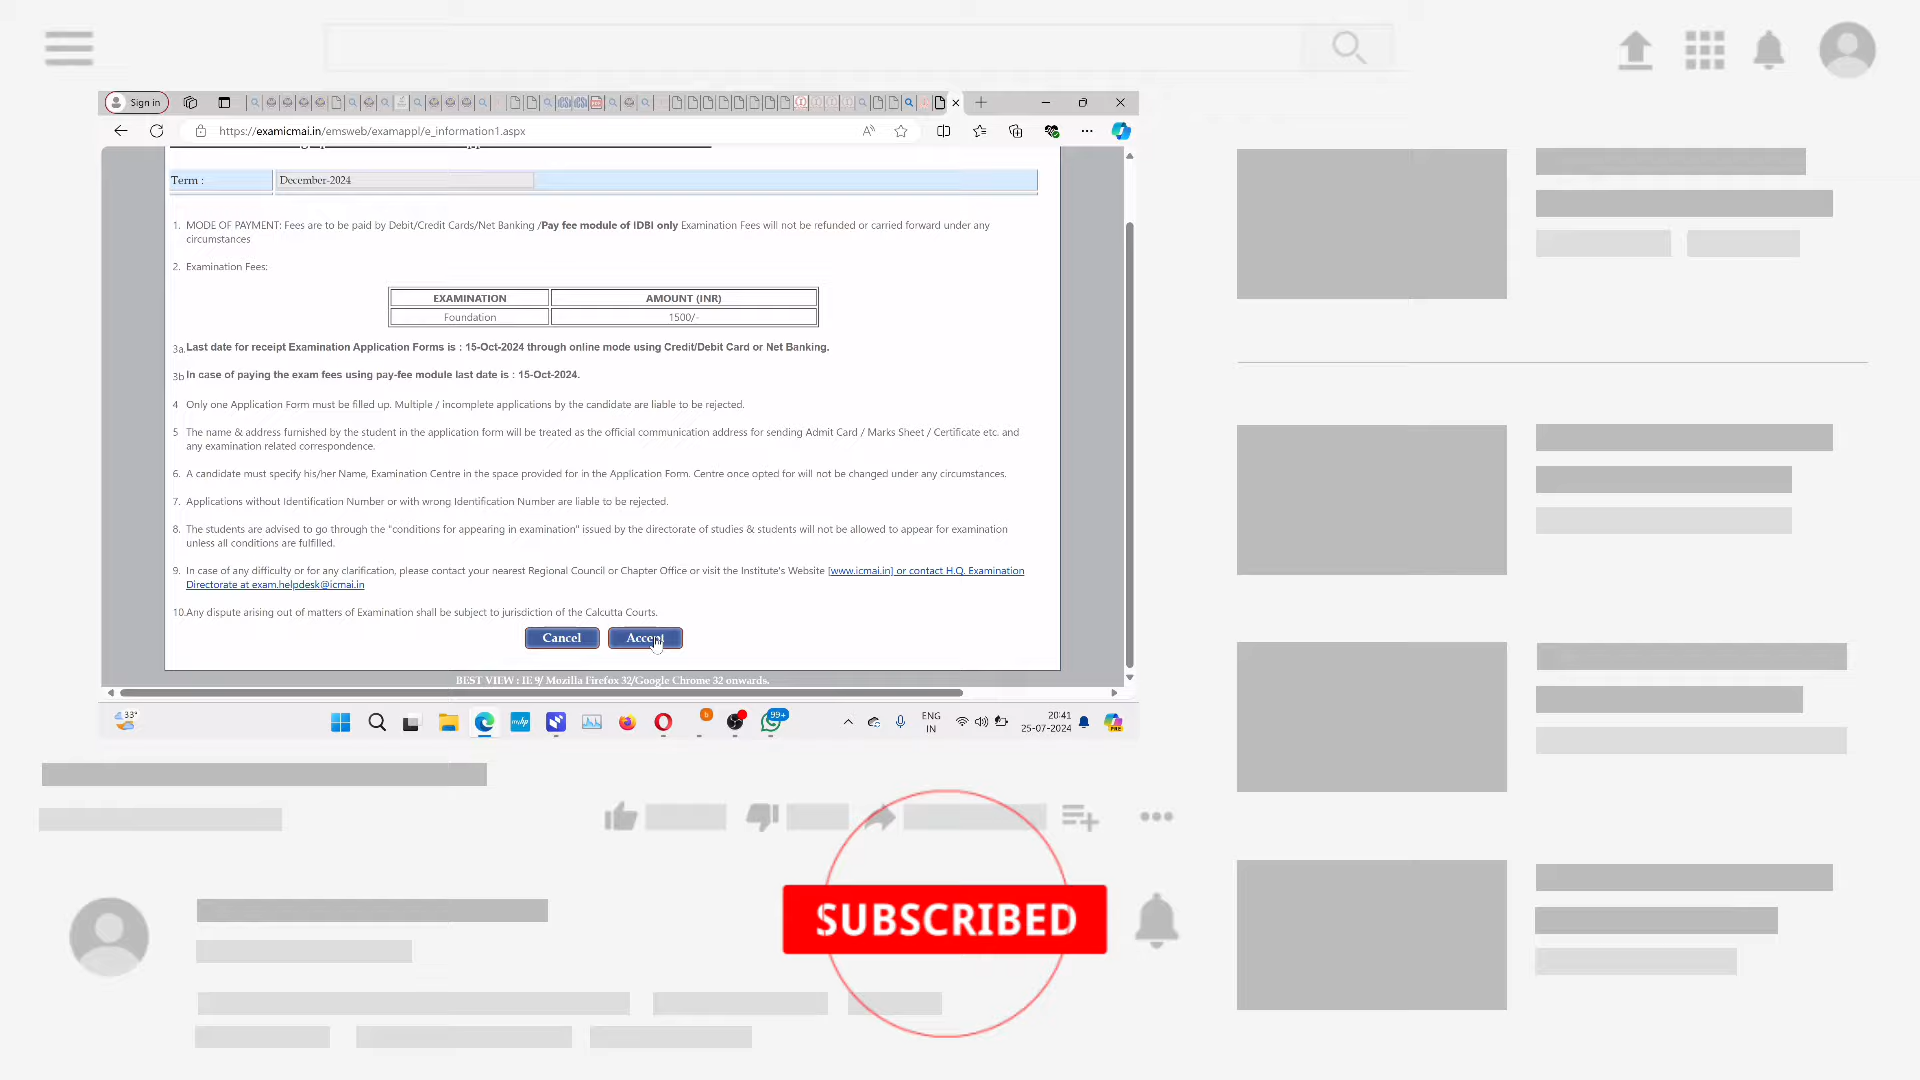 Sign in
https://examicmai.in/emsweb/examappl/e_information1.aspx
Term :
December-2024
1. MODE OF PAYMENT: Fees are to be paid by Debit/Credit Cards/Net Banking /Pay fee module of IDBI only Examination Fees will not be refunded or carried forward under any
circumstances
2. Examination Fees:
EXAMINATION AMOUNT (INR)
Foundation 1500/-
3a. Last date for receipt Examination Application Forms is : 15-Oct-2024 through online mode using Credit/Debit Card or Net Banking.
3b In case of paying the exam fees using pay-fee module last date is : 15-Oct-2024.
4 Only one Application Form must be filled up. Multiple / incomplete applications by the candidate are liable to be rejected.
5 The name & address furnished by the student in the application form will be treated as the official communication address for sending Admit Card / Marks Sheet / Certificate etc. and
any examination related correspondence.
6. A candidate must specify his/her Name, Examination Centre in the space provided for in the Application Form. Centre once opted for will not be changed under any circumstances.
7. Applications without Identification Number or with wrong Identification Number are liable to be rejected.
8. The students are advised to go through the "conditions for appearing in examination" issued by the directorate of studies & students will not be allowed to appear for examination
unless all conditions are fulfilled.
9. In case of any difficulty or for any clarification, please contact your nearest Regional Council or Chapter Office or visit the Institute's Website [www.icmai.in] or contact H.Q. Examination
Directorate at exam.helpdesk@icmai.in
10.Any dispute arising out of matters of Examination shall be subject to jurisdiction of the Calcutta Courts.
Cancel Accept
BEST VIEW : IE 9/ Mozilla Firefox 32/Google Chrome 32 onwards.
33°
99+
ENG
IN
20:41
25-07-2024
SUBSCRIBED